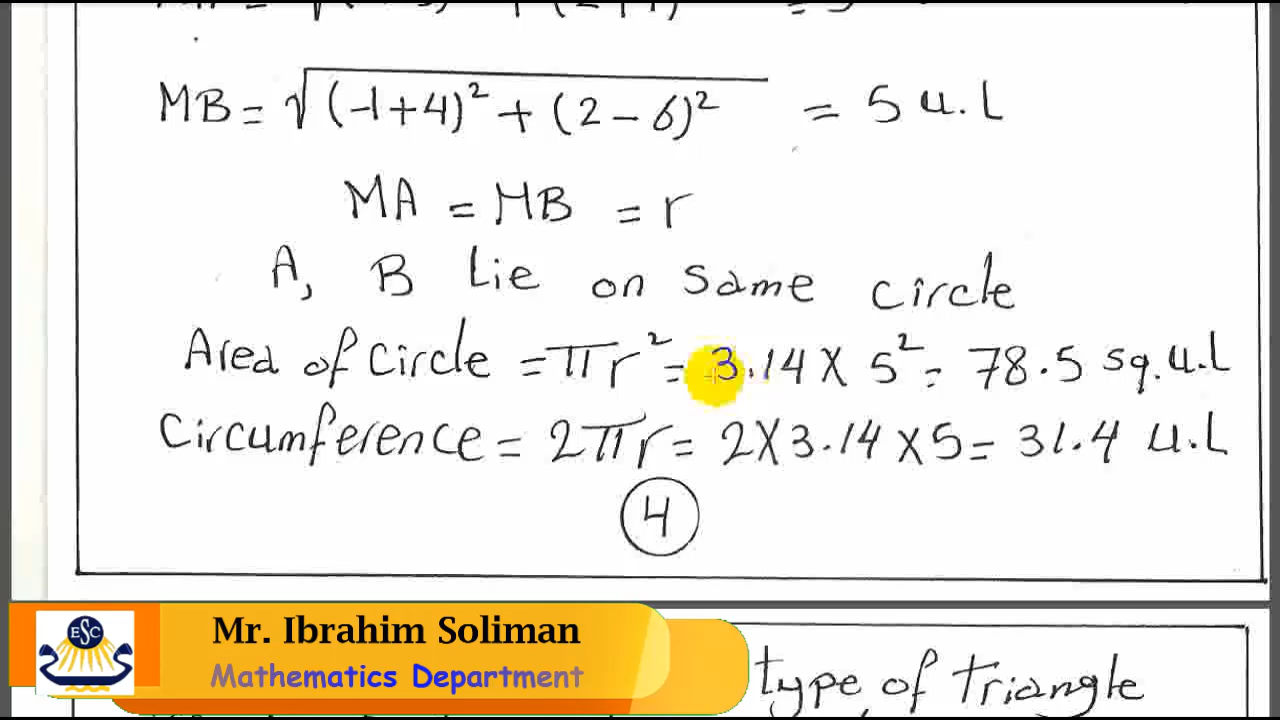 MB = √(-1+4)² + (2-6)² = 5 u.L
MA = MB = r
A, B Lie on same circle
Area of circle = πr² = 3.14 X 5² = 78.5 sq.u.L
Circumference = 2πr = 2X3.14X5 = 31.4 u.L
4
ESC
Mr. Ibrahim Soliman
Mathematics Department
type of triangle